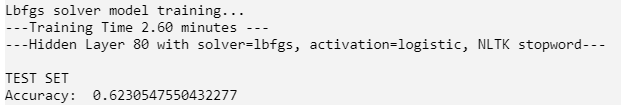 Lbfgs solver model training...
---Training Time 2.60 minutes ---
---Hidden Layer 80 with solver=lbfgs, activation=logistic, NLTK stopword---
TEST SET
Accuracy:  0.6230547550432277